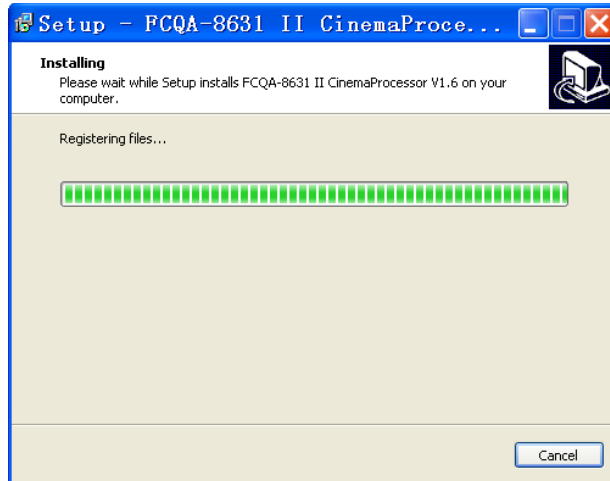 Setup - FCQA-8631 II CinemaProce...
Installing
Please wait while Setup installs FCQA-8631 II CinemaProcessor V1.6 on your
computer.
Registering files...
Cancel